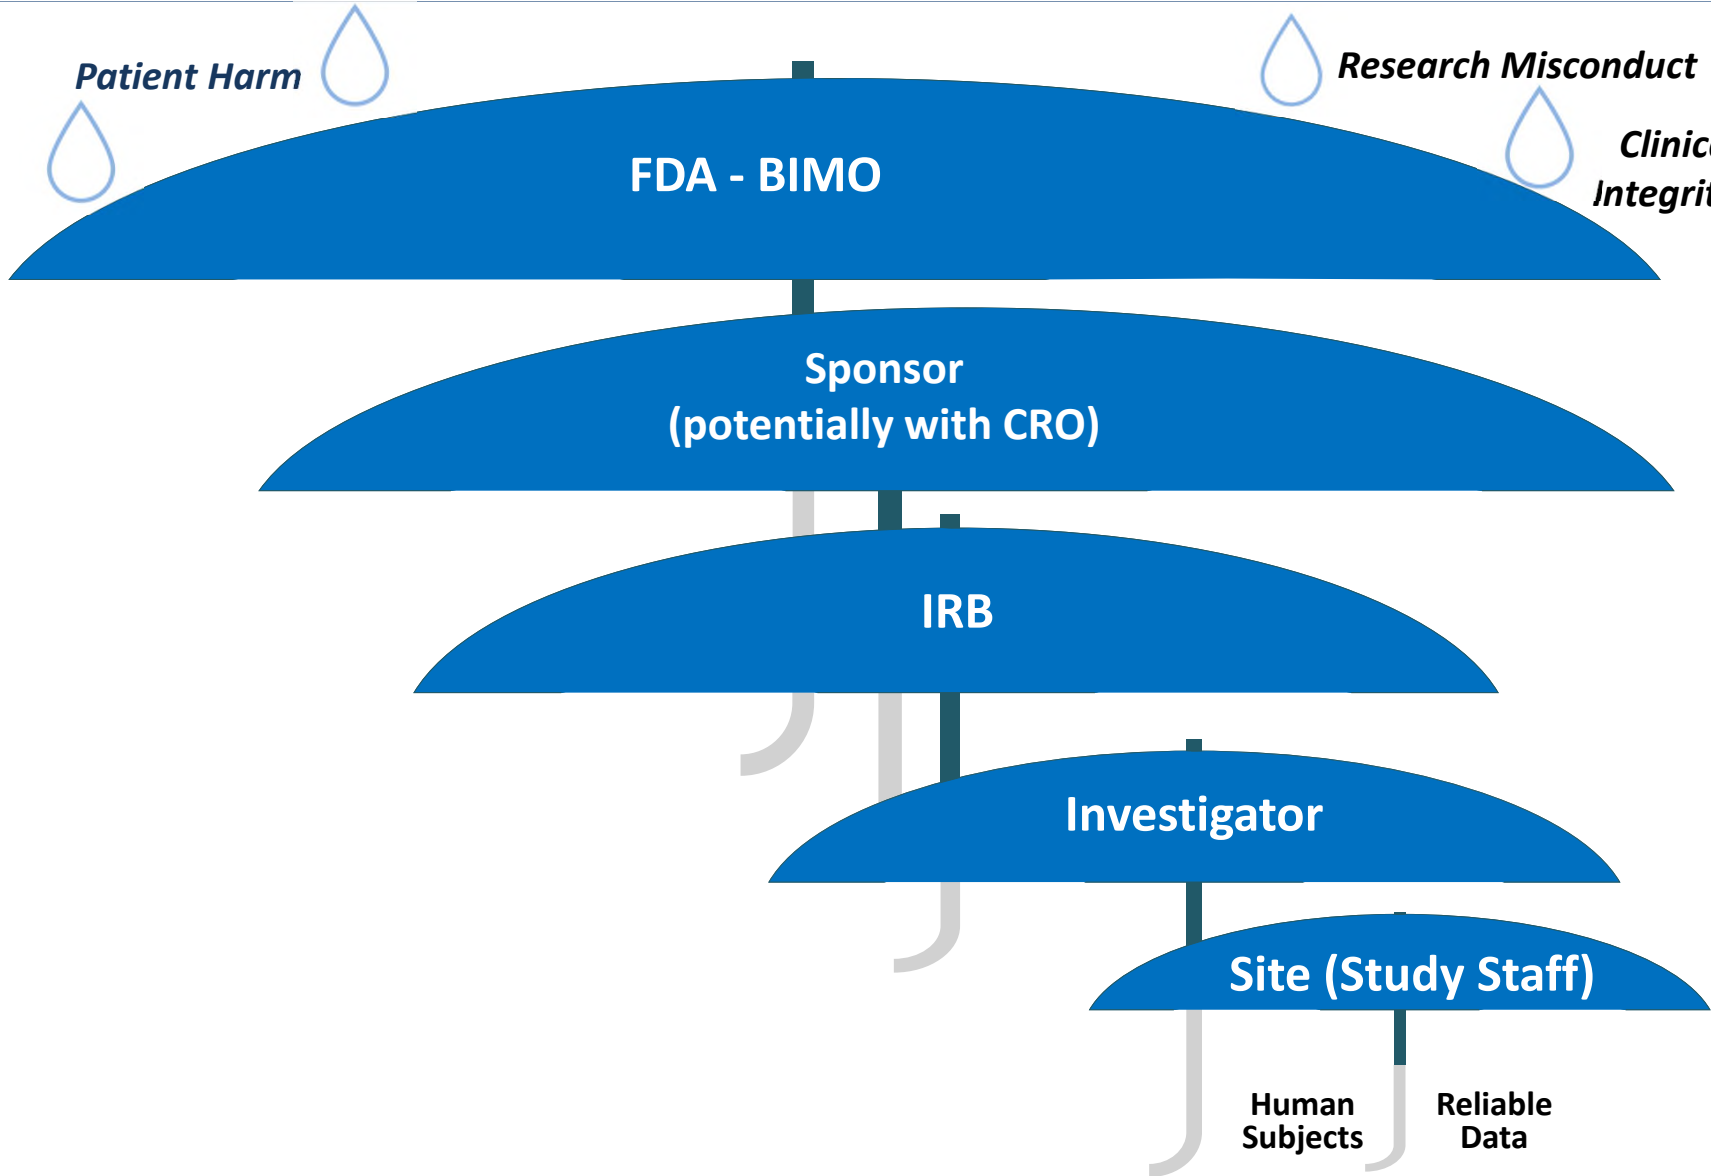 Patient Harm
Research Misconduct
FDA - BIMO
Sponsor
(potentially with CRO)
IRB
Investigator
Site (Study Staff)
Human
Subjects
Reliable
Data